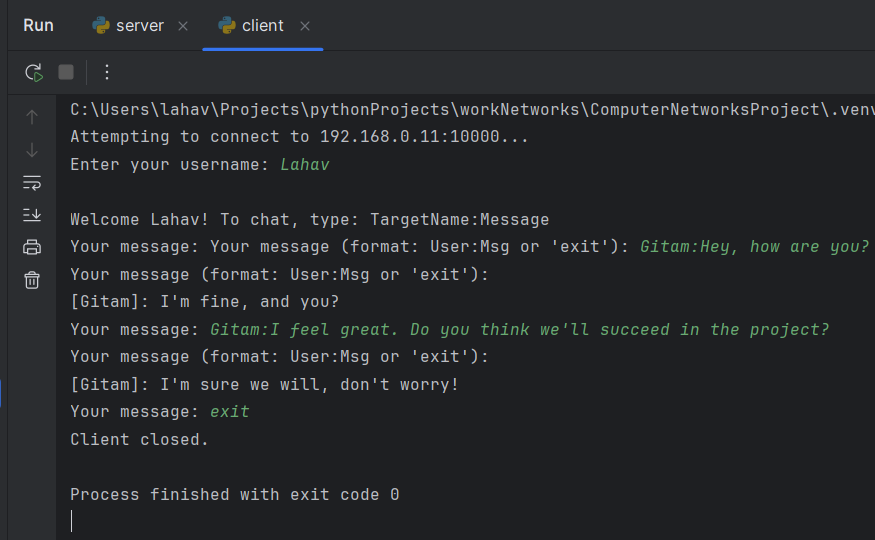 Run server client
C:\Users\lahav\Projects\pythonProjects\workNetworks\ComputerNetworksProject\.venv
Attempting to connect to 192.168.0.11:10000...
Enter your username: Lahav
Welcome Lahav! To chat, type: TargetName:Message
Your message: Your message (format: User:Msg or 'exit'): Gitam:Hey, how are you?
Your message (format: User:Msg or 'exit'):
[Gitam]: I'm fine, and you?
Your message: Gitam:I feel great. Do you think we'll succeed in the project?
Your message (format: User:Msg or 'exit'):
[Gitam]: I'm sure we will, don't worry!
Your message: exit
Client closed.
Process finished with exit code 0